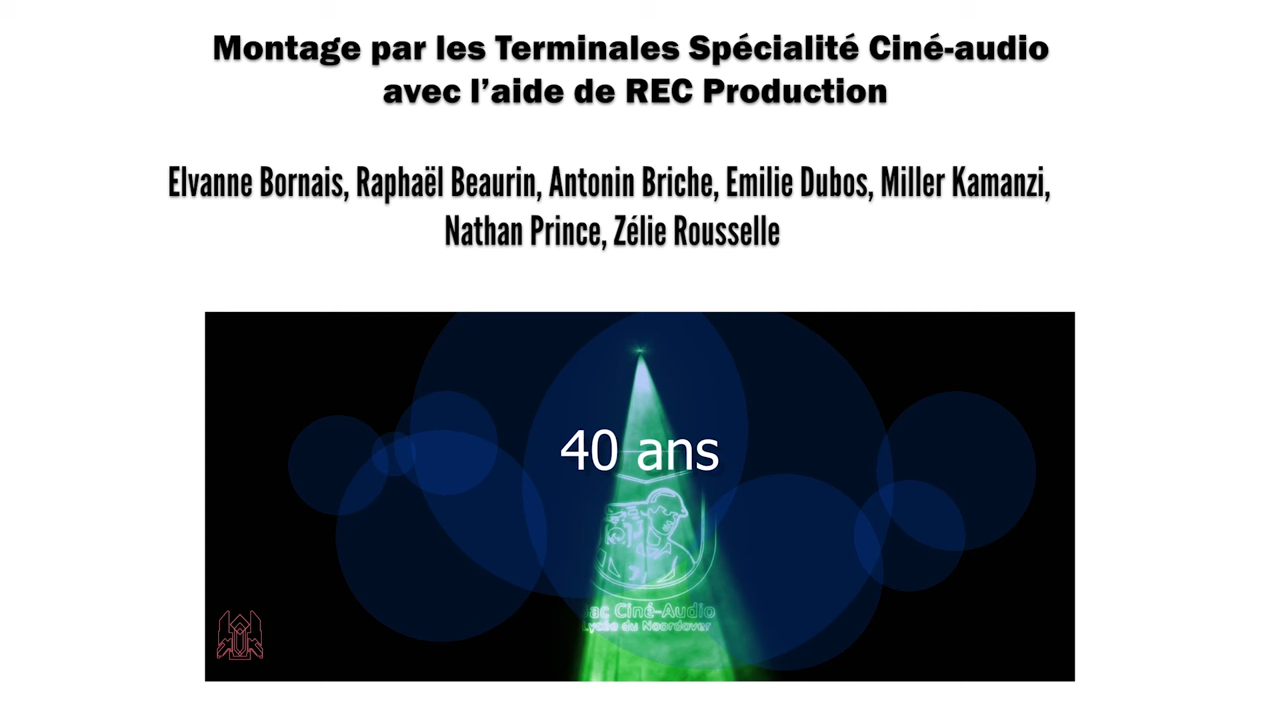 Montage par les Terminales Spécialité Ciné-audio
avec l’aide de REC Production
Elvanne Bornais, Raphaël Beaurin, Antonin Briche, Emilie Dubos, Miller Kamanzi,
Nathan Prince, Zélie Rousselle
40 ans
Bac Ciné-Audio
Lycée du Noordover